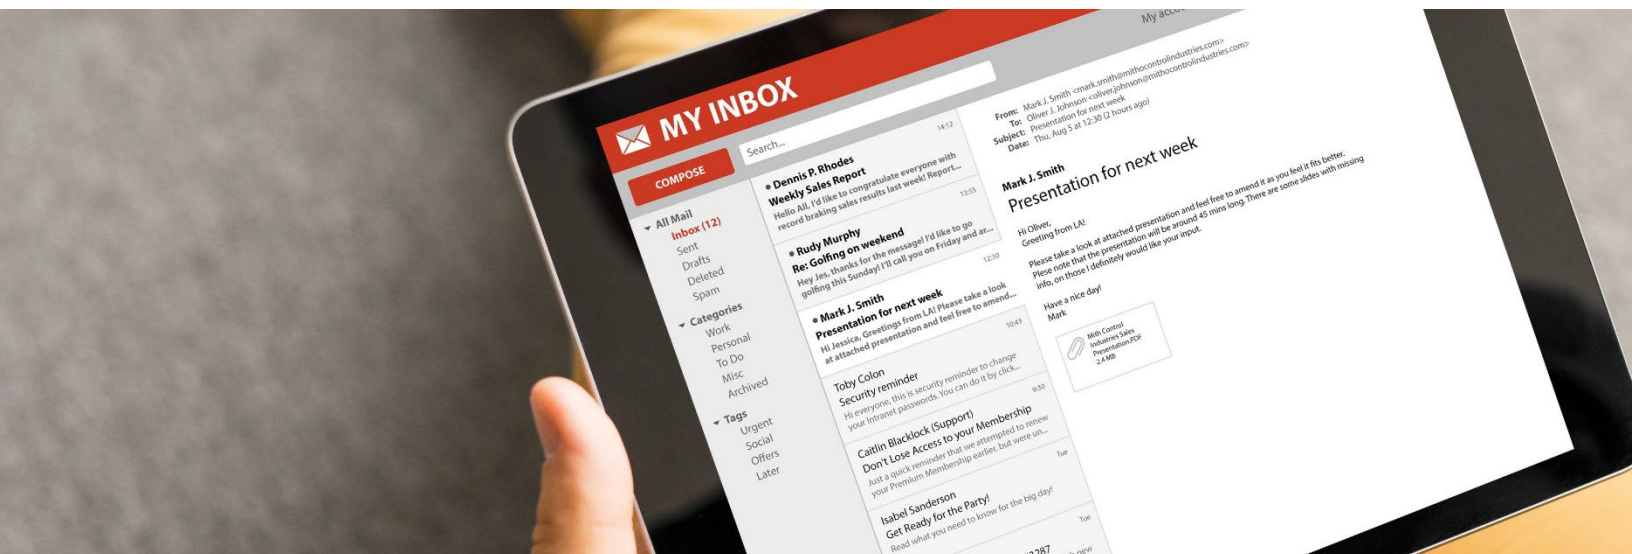 MY INBOX
My acco
COMPOSE
Search...
All Mail
Inbox (12)
Sent
Drafts
Deleted
Spam
Categories
Work
Personal
To Do
Misc
Archived
Tags
Urgent
Social
Offers
Later
14:12
Dennis P. Rhodes
Weekly Sales Report
Hello All, I'd like to congratulate everyone with
record braking sales results last week! Report...
13:55
Rudy Murphy
Re: Golfing on weekend
Hey Jes, thanks for the message! I'd like to go
golfing this Sunday! I'll call you on Friday and ar...
12:30
Mark J. Smith
Presentation for next week
Hi Jessica, Greetings from LA! Please take a look
at attached presentation and feel free to amend...
10:43
Toby Colon
Security reminder
Hi everyone, this is security reminder to change
your Intranet passwords. You can do it by click...
9:30
Caitlin Blacklock (Support)
Don't Lose Access to your Membership
Just a quick reminder that we attempted to renew
your Premium Membership earlier, but were un...
Tue
Isabel Sanderson
Get Ready for the Party!
Read what you need to know for the big day!
Tue
3287
new
From: Mark J. Smith <mark.smith@mithocontrolindustries.com>
To: Oliver J. Johnson <oliver.johnson@mithocontrolindustries.com>
Subject: Presentation for next week
Date: Thu, Aug 5 at 12:30 (2 hours ago)
Mark J. Smith
Presentation for next week
Hi Oliver,
Greeting from LA!
Please take a look at attached presentation and feel free to amend it as you feel it fits better.
Plese note that the presentation will be around 45 mins long. There are some slides with missing
info, on those I definitely would like your input.
Have a nice day!
Mark
Mith Control
Industries Sales
Presentation.PDF
2.4 MB